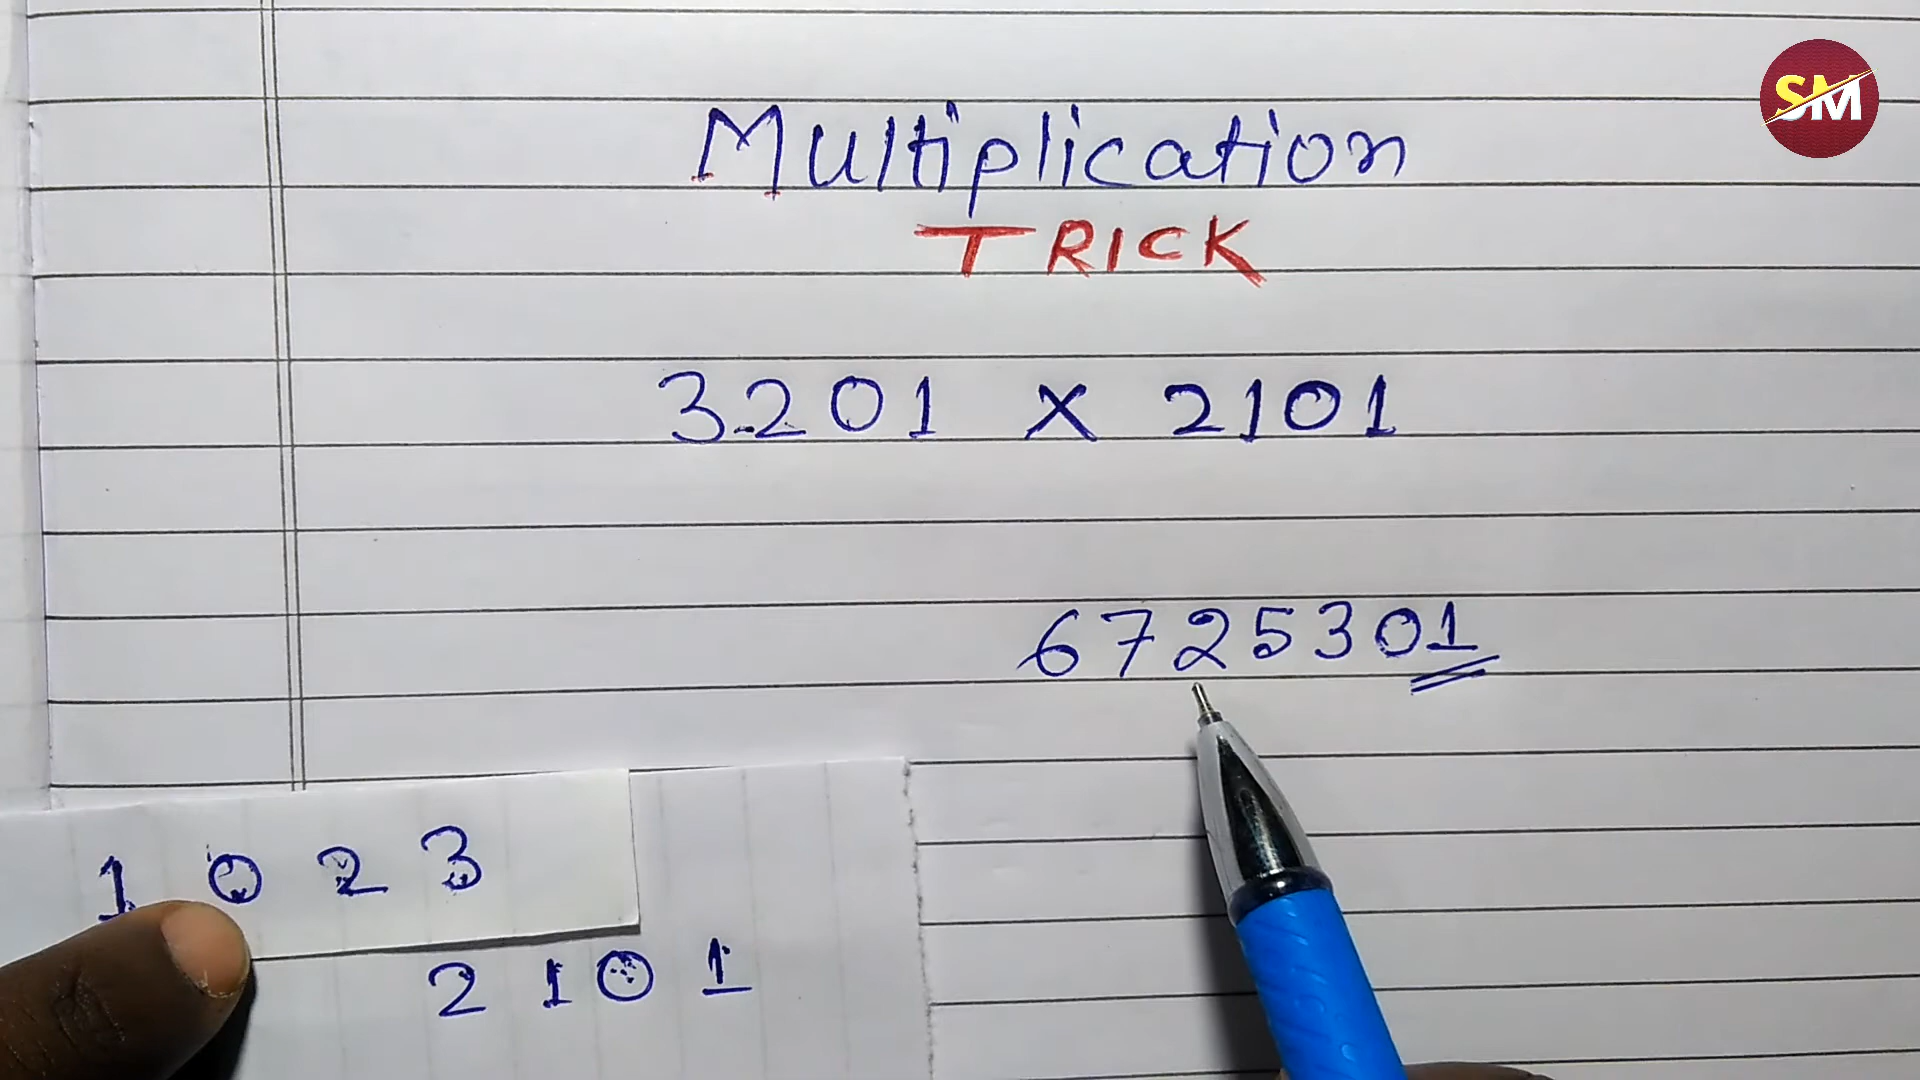 SM
Multiplication
TRICK
3201 × 2101
6725301
1 0 2 3
2 1 0 1